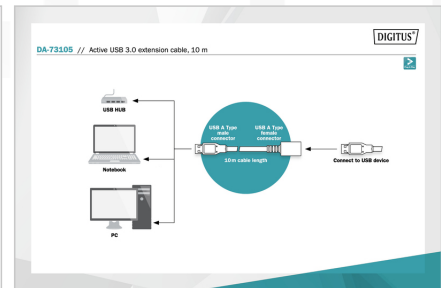 DIGITUS®
DA-73105 // Active USB 3.0 extension cable, 10 m
USB HUB
USB A Type
male
connector
USB A Type
female
connector
10m cable length
Notebook
Connect to USB device
PC